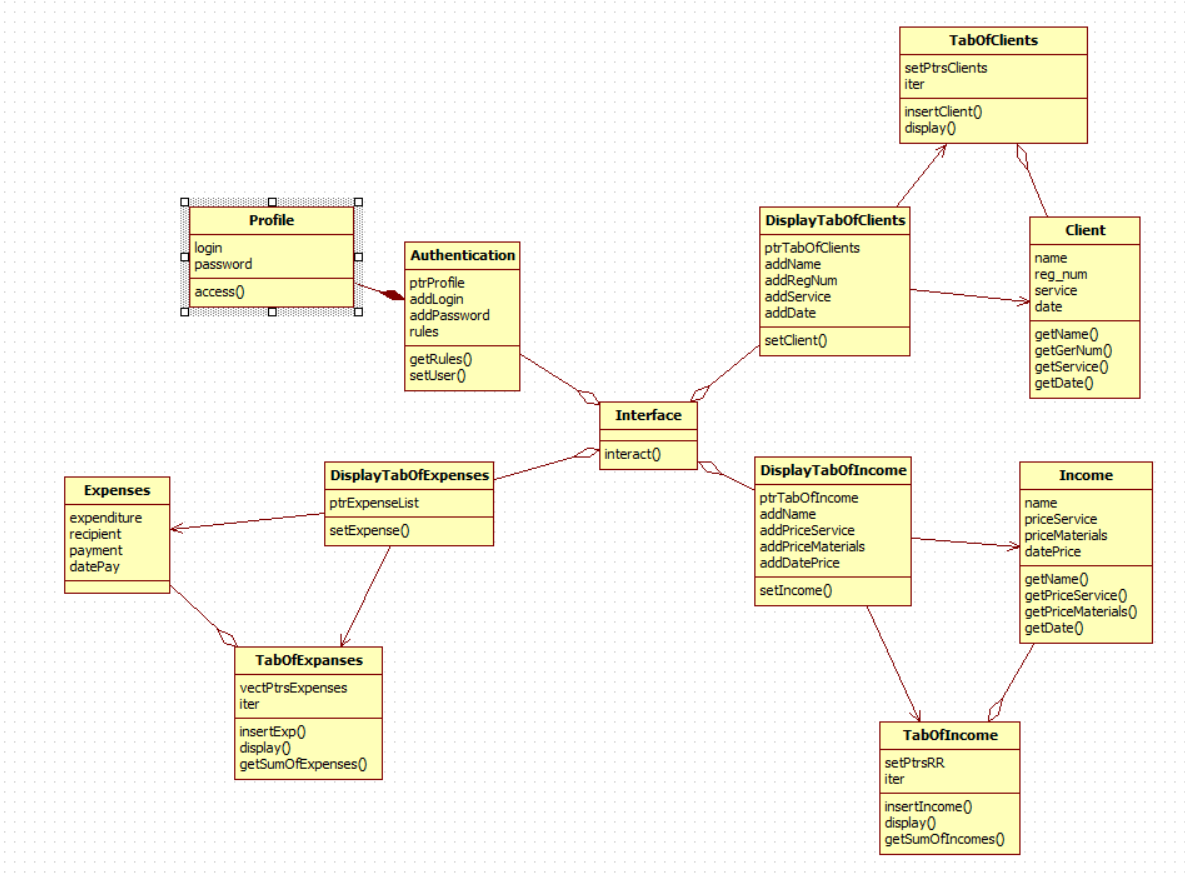 TabOfClients
setPtrsClients
iter
insertClient()
display()
Profile
login
password
access()
Authentication
ptrProfile
addLogin
addPassword
rules
getRules()
setUser()
DisplayTabOfClients
ptrTabOfClients
addName
addRegNum
addService
addDate
setClient()
Client
name
reg_num
service
date
getName()
getGerNum()
getService()
getDate()
Interface
interact()
Expenses
expenditure
recipient
payment
datePay
DisplayTabOfExpenses
ptrExpenseList
setExpense()
DisplayTabOfIncome
ptrTabOfIncome
addName
addPriceService
addPriceMaterials
addDatePrice
setIncome()
Income
name
priceService
priceMaterials
datePrice
getName()
getPriceService()
getPriceMaterials()
getDate()
TabOfExpanses
vectPtrsExpenses
iter
insertExp()
display()
getSumOfExpenses()
TabOfIncome
setPtrsRR
iter
insertIncome()
display()
getSumOfIncomes()